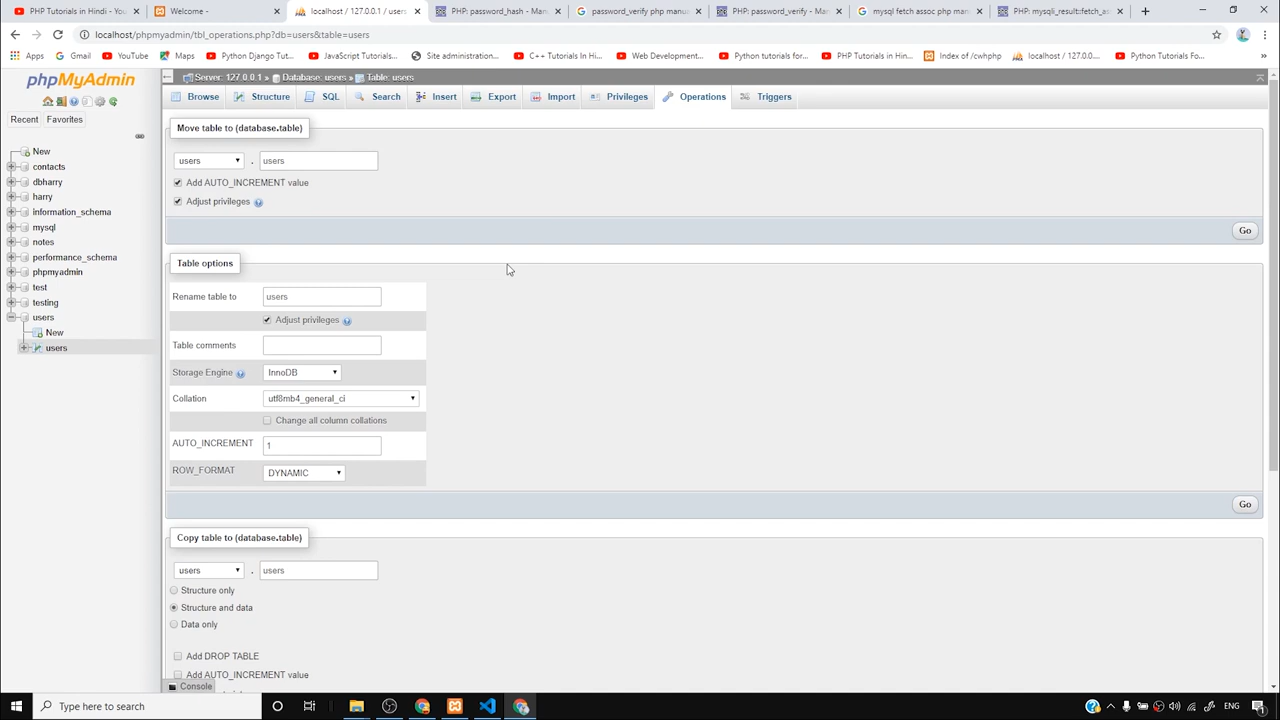 PHP Tutorials in Hindi - You
Welcome -
localhost / 127.0.0.1 / users
PHP: password_hash - Manu
password_verify php manua
PHP: password_verify - Manu
mysql fetch assoc php man
PHP: mysqli_result::fetch_as
localhost/phpmyadmin/tbl_operations.php?db=users&table=users
Apps
Gmail
YouTube
Python Django Tut...
JavaScript Tutorials...
Site administration...
C++ Tutorials In Hi...
Web Development...
Python tutorials for...
PHP Tutorials In Hi...
Index of /cwhphp
localhost / 127.0.0....
Python Tutorials Fo...
phpMyAdmin
Recent
Favorites
New
contacts
dbharry
harry
information_schema
mysql
notes
performance_schema
phpmyadmin
test
testing
users
New
users
Server: 127.0.0.1 » Database: users » Table: users
Browse
Structure
SQL
Search
Insert
Export
Import
Privileges
Operations
Triggers
Move table to (database.table)
users . users
Add AUTO_INCREMENT value
Adjust privileges
Go
Table options
Rename table to users
Adjust privileges
Table comments
Storage Engine InnoDB
Collation utf8mb4_general_ci
Change all column collations
AUTO_INCREMENT 1
ROW_FORMAT DYNAMIC
Go
Copy table to (database.table)
users . users
Structure only
Structure and data
Data only
Add DROP TABLE
Add AUTO_INCREMENT value
Console
Type here to search
ENG